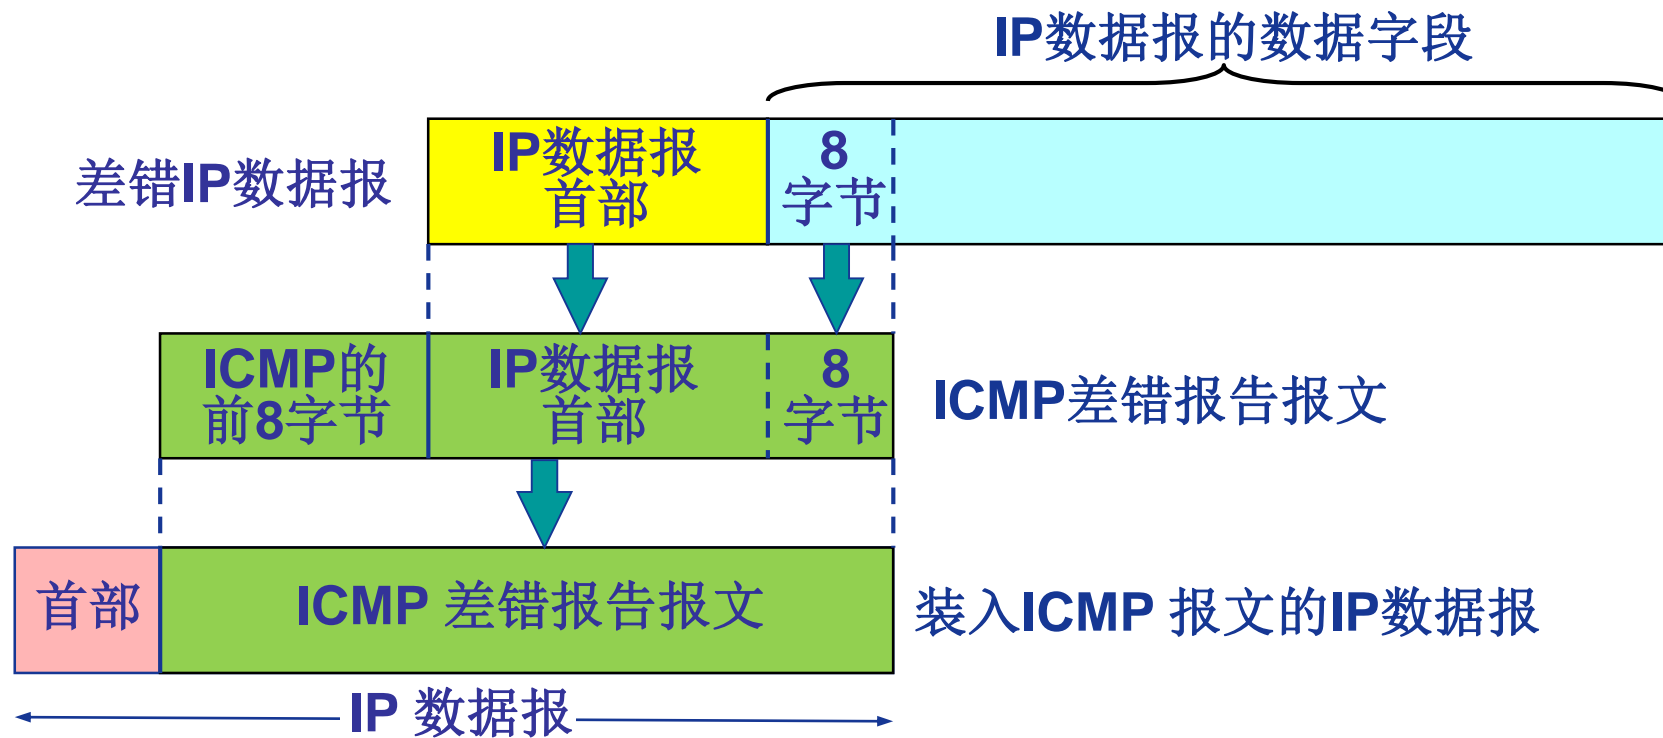 IP数据报的数据字段
差错IP数据报
IP数据报
首部
8
字节
ICMP的
前8字节
IP数据报
首部
8
字节
ICMP差错报告报文
首部
ICMP 差错报告报文
装入ICMP 报文的IP数据报
IP 数据报